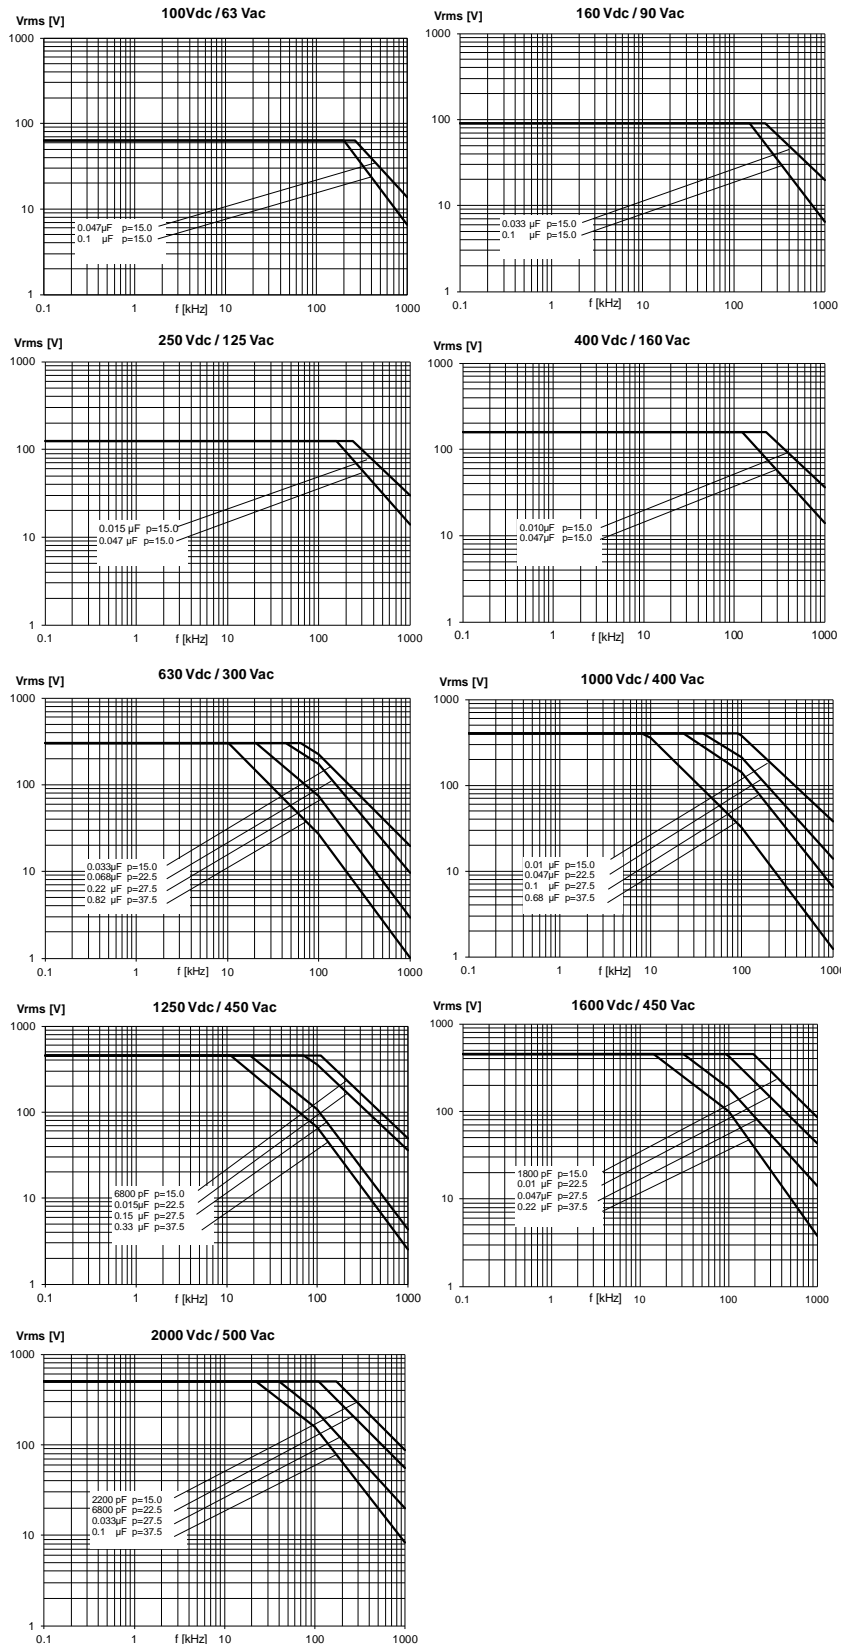 100Vdc / 63 Vac
Vrms [V]
1000
100
10
1
0.047µF p=15.0
0.1 µF p=15.0
0.1 1 10 100 1000
f [kHz]
160 Vdc / 90 Vac
Vrms [V]
1000
100
10
1
0.033 µF p=15.0
0.1 µF p=15.0
0.1 1 10 100 1000
f [kHz]
250 Vdc / 125 Vac
Vrms [V]
1000
100
10
1
0.015 µF p=15.0
0.047 µF p=15.0
0.1 1 10 100 1000
f [kHz]
400 Vdc / 160 Vac
Vrms [V]
1000
100
10
1
0.010µF p=15.0
0.047µF p=15.0
0.1 1 10 100 1000
f [kHz]
630 Vdc / 300 Vac
Vrms [V]
1000
100
10
1
0.033µF p=15.0
0.068µF p=22.5
0.22 µF p=27.5
0.82 µF p=37.5
0.1 1 10 100 1000
f [kHz]
1000 Vdc / 400 Vac
Vrms [V]
1000
100
10
1
0.01 µF p=15.0
0.047µF p=22.5
0.1 µF p=27.5
0.68 µF p=37.5
0.1 1 10 100 1000
f [kHz]
1250 Vdc / 450 Vac
Vrms [V]
1000
100
10
1
6800 pF p=15.0
0.015µF p=22.5
0.15 µF p=27.5
0.33 µF p=37.5
0.1 1 10 100 1000
f [kHz]
1600 Vdc / 450 Vac
Vrms [V]
1000
100
10
1
1800 pF p=15.0
0.01 µF p=22.5
0.047µF p=27.5
0.22 µF p=37.5
0.1 1 10 100 1000
f [kHz]
2000 Vdc / 500 Vac
Vrms [V]
1000
100
10
1
2200 pF p=15.0
6800 pF p=22.5
0.033µF p=27.5
0.1 µF p=37.5
0.1 1 10 100 1000
f [kHz]